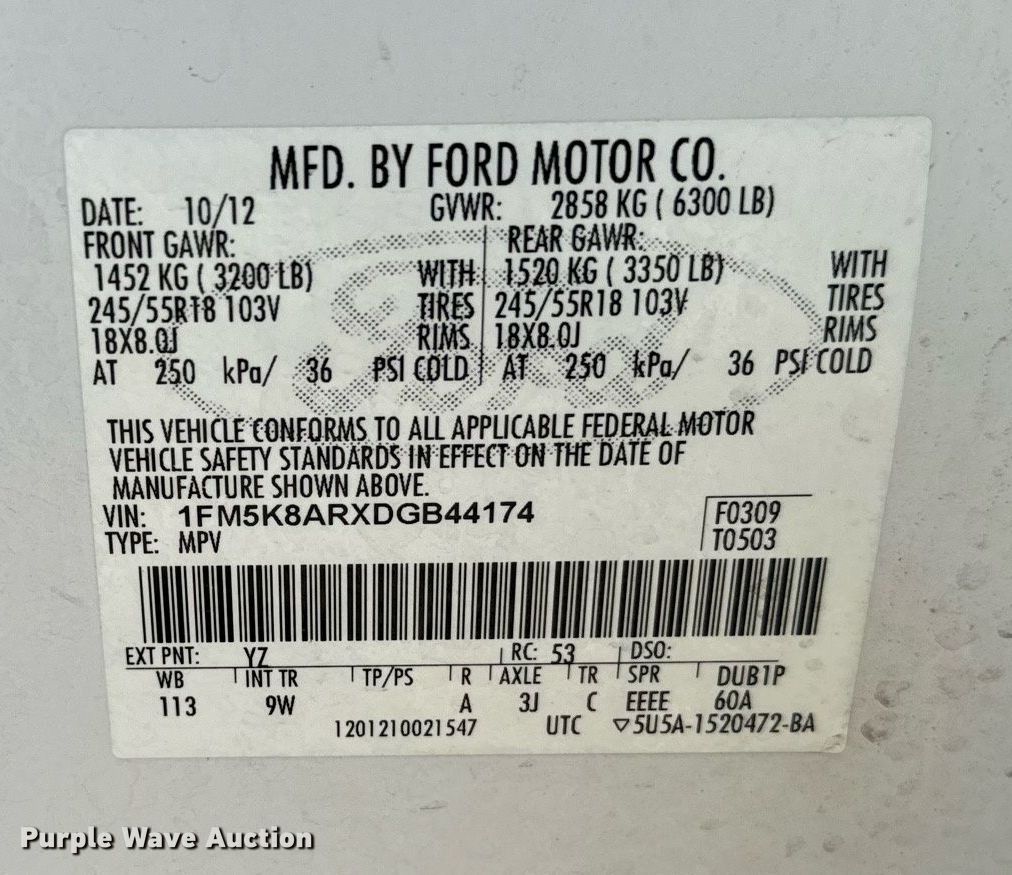 MFD. BY FORD MOTOR CO.
DATE: 10/12 GVWR: 2858 KG ( 6300 LB)
FRONT GAWR: REAR GAWR:
1452 KG ( 3200 LB) WITH 1520 KG ( 3350 LB) WITH
245/55R18 103V TIRES 245/55R18 103V TIRES
18X8.0J RIMS 18X8.0J RIMS
AT 250 kPa/ 36 PSI COLD AT 250 kPa/ 36 PSI COLD
THIS VEHICLE CONFORMS TO ALL APPLICABLE FEDERAL MOTOR
VEHICLE SAFETY STANDARDS IN EFFECT ON THE DATE OF
MANUFACTURE SHOWN ABOVE.
VIN: 1FM5K8ARXDGB44174 F0309
TYPE: MPV T0503
EXT PNT: YZ RC: 53 DSO:
WB INT TR TP/PS R AXLE TR SPR DUB1P
113 9W A 3J C EEEE 60A
1201210021547 UTC ▽5U5A-1520472-BA
Purple Wave Auction